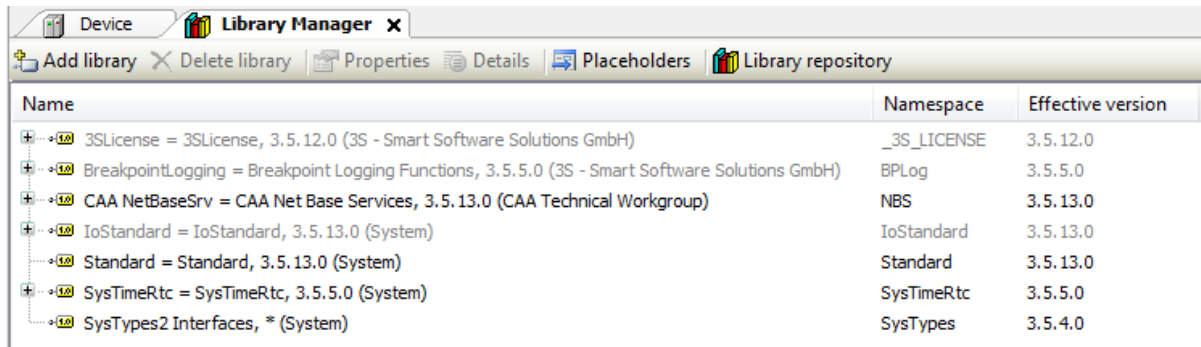 Device Library Manager x
Add library Delete library Properties Details Placeholders Library repository
Name Namespace Effective version
3SLicense = 3SLicense, 3.5.12.0 (3S - Smart Software Solutions GmbH) _3S_LICENSE 3.5.12.0
BreakpointLogging = Breakpoint Logging Functions, 3.5.5.0 (3S - Smart Software Solutions GmbH) BPLog 3.5.5.0
CAA NetBaseSrv = CAA Net Base Services, 3.5.13.0 (CAA Technical Workgroup) NBS 3.5.13.0
IoStandard = IoStandard, 3.5.13.0 (System) IoStandard 3.5.13.0
Standard = Standard, 3.5.13.0 (System) Standard 3.5.13.0
SysTimeRtc = SysTimeRtc, 3.5.5.0 (System) SysTimeRtc 3.5.5.0
SysTypes2 Interfaces, * (System) SysTypes 3.5.4.0